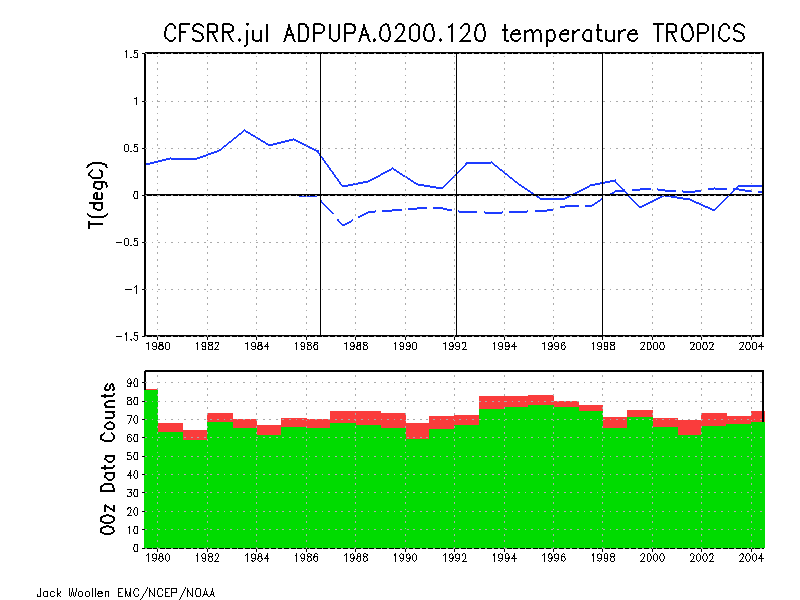 CFSRR.jul ADPUPA.0200.120 temperature TROPICS
T(degC)
1.5
1
0.5
0
-0.5
-1
-1.5
1980 1982 1984 1986 1988 1990 1992 1994 1996 1998 2000 2002 2004
00z Data Counts
90
80
70
60
50
40
30
20
10
0
1980 1982 1984 1986 1988 1990 1992 1994 1996 1998 2000 2002 2004
Jack Woollen EMC/NCEP/NOAA